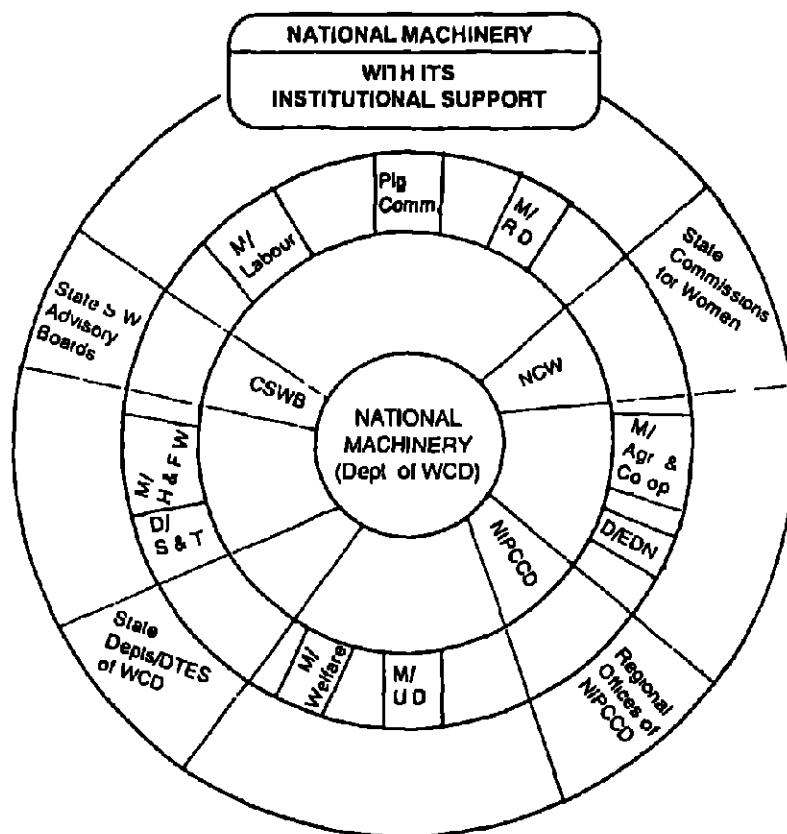 NATIONAL MACHINERY
WITH ITS
INSTITUTIONAL SUPPORT
Plg
Comm.
M/
R D
M/
Labour
State
Commissions
for Women
State S W
Advisory
Boards
CSWB
NCW
NATIONAL
MACHINERY
(Dept of WCD)
M/
Agr &
Co op
M/
H & F W
D/
S & T
D/EDN
NIPCCD
State
Depts/DTES
of WCD
M/
Welfare
M/
U D
Regional
Offices of
NIPCCD